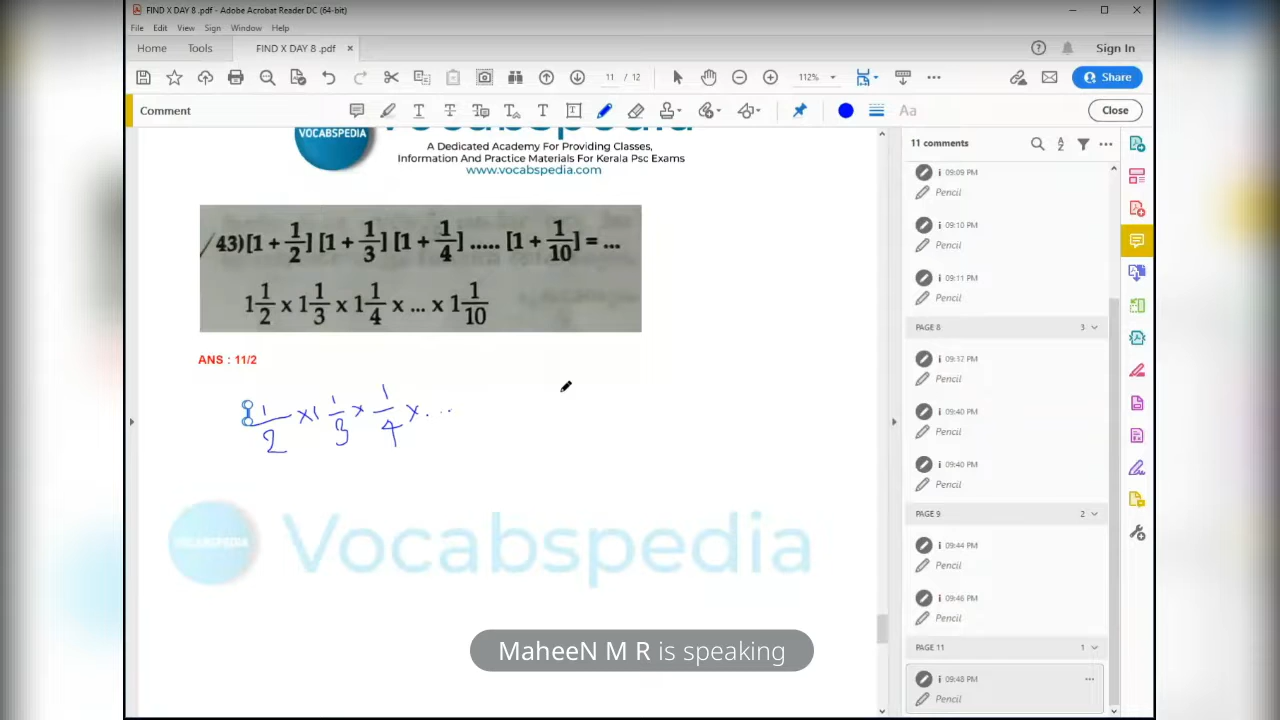 FIND X DAY 8 .pdf - Adobe Acrobat Reader DC (64-bit)
File Edit View Sign Window Help
Home Tools FIND X DAY 8 .pdf × Sign In
11 / 12 112% Share
Comment Aa Close
VOCABSPEDIA
A Dedicated Academy For Providing Classes,
Information And Practice Materials For Kerala Psc Exams
www.vocabspedia.com
43) [1 + 1/2] [1 + 1/3] [1 + 1/4] ..... [1 + 1/10] = ...
1 1/2 x 1 1/3 x 1 1/4 x ... x 1 1/10
ANS : 11/2
1 1/2 × 1 1/3 × 1/4 × ...
VOCABSPEDIA Vocabspedia
MaheeN M R is speaking
11 comments
i 09:09 PM
Pencil
i 09:10 PM
Pencil
i 09:11 PM
Pencil
PAGE 8 3
i 09:37 PM
Pencil
i 09:40 PM
Pencil
i 09:40 PM
Pencil
PAGE 9 2
i 09:44 PM
Pencil
i 09:46 PM
Pencil
PAGE 11 1
i 09:48 PM
Pencil